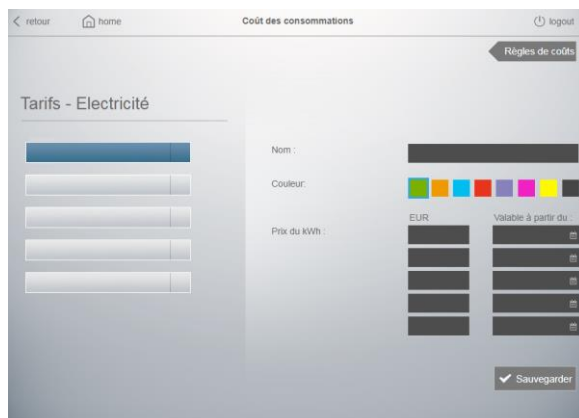 retour home Coût des consommations logout
Règles de coûts
Tarifs - Electricité
Nom :
Couleur:
EUR Valable à partir du :
Prix du kWh :
Sauvegarder